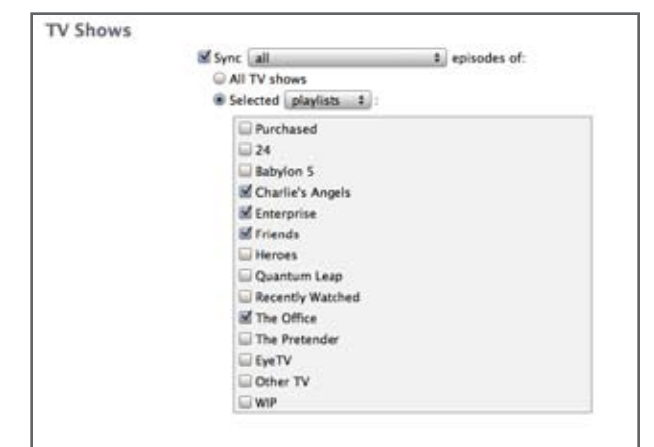 TV Shows
Sync all episodes of:
All TV shows
Selected playlists :
Purchased
24
Babylon 5
Charlie's Angels
Enterprise
Friends
Heroes
Quantum Leap
Recently Watched
The Office
The Pretender
EyeTV
Other TV
WIP